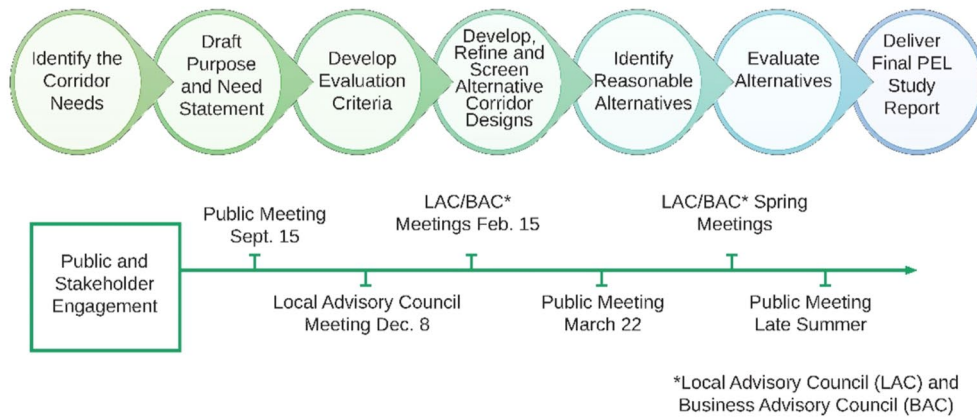 Identify the
Corridor
Needs
Draft
Purpose
and Need
Statement
Develop
Evaluation
Criteria
Develop,
Refine and
Screen
Alternative
Corridor
Designs
Identify
Reasonable
Alternatives
Evaluate
Alternatives
Deliver
Final PEL
Study
Report
Public and
Stakeholder
Engagement
Public Meeting
Sept. 15
Local Advisory Council
Meeting Dec. 8
LAC/BAC*
Meetings Feb. 15
Public Meeting
March 22
LAC/BAC* Spring
Meetings
Public Meeting
Late Summer
*Local Advisory Council (LAC) and
Business Advisory Council (BAC)